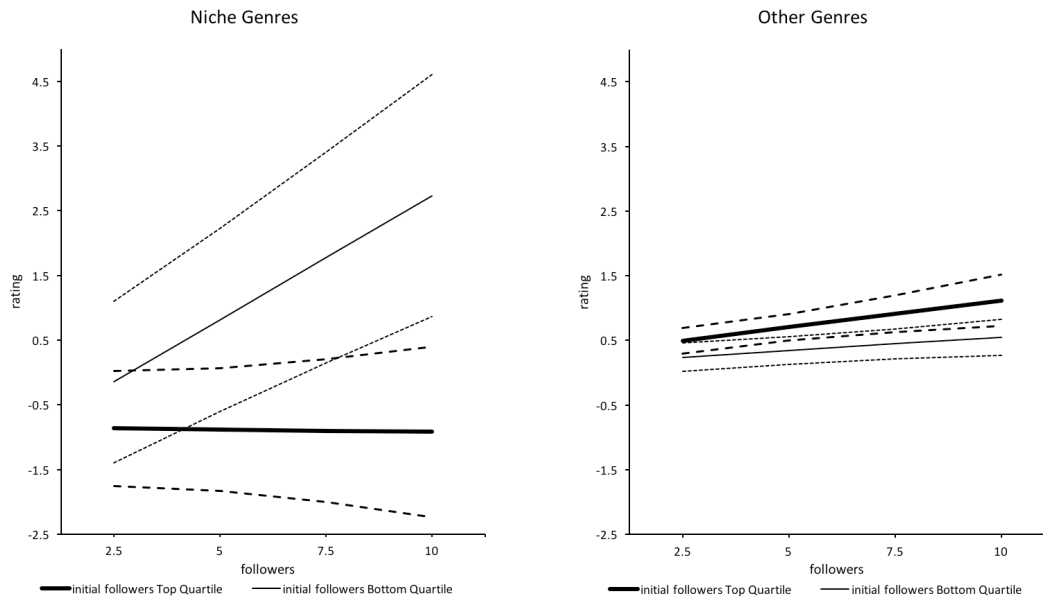 Niche Genres
4.5
3.5
2.5
1.5
0.5
-0.5
-1.5
-2.5
rating
2.5 5 7.5 10
followers
initial followers Top Quartile initial followers Bottom Quartile
Other Genres
4.5
3.5
2.5
1.5
0.5
-0.5
-1.5
-2.5
rating
2.5 5 7.5 10
followers
initial followers Top Quartile initial followers Bottom Quartile